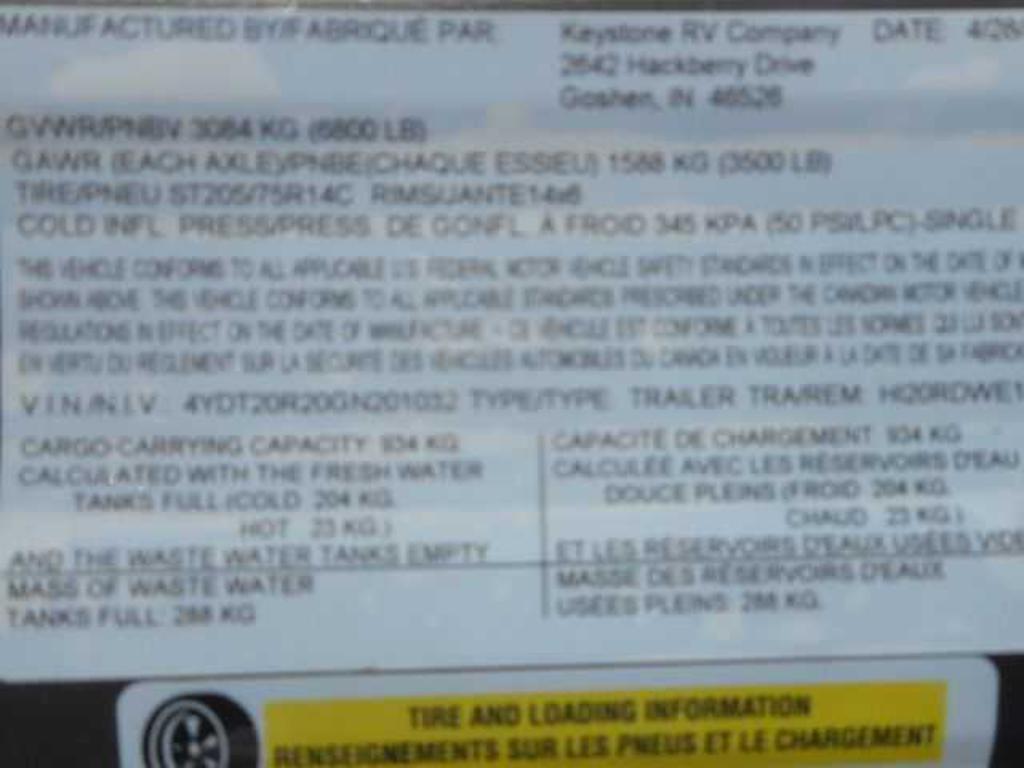 MANUFACTURED BY/FABRIQUÉ PAR: Keystone RV Company DATE: 4/26/
2642 Hackberry Drive
Goshen, IN 46526
GVWR/PNBV 3084 KG (6800 LB)
GAWR (EACH AXLE)/PNBE(CHAQUE ESSIEU) 1588 KG (3500 LB)
TIRE/PNEU ST205/75R14C RIMS/JANTE14x6
COLD INFL. PRESS/PRESS. DE GONFL. À FROID 345 KPA (50 PSI/LPC)-SINGLE
THIS VEHICLE CONFORMS TO ALL APPLICABLE U.S. FEDERAL MOTOR VEHICLE SAFETY STANDARDS IN EFFECT ON THE DATE OF M
SHOWN ABOVE. THIS VEHICLE CONFORMS TO ALL APPLICABLE STANDARDS PRESCRIBED UNDER THE CANADIAN MOTOR VEHICLE
REGULATIONS IN EFFECT ON THE DATE OF MANUFACTURE. - CE VÉHICULE EST CONFORME À TOUTES LES NORMES QUI LUI SONT
EN VERTU DU RÈGLEMENT SUR LA SÉCURITÉ DES VÉHICULES AUTOMOBILES DU CANADA EN VIGUEUR À LA DATE DE SA FABRICA
V.I.N./N.I.V.: 4YDT20R20GN201032 TYPE/TYPE: TRAILER TRA/REM: HI20RDWE1
CARGO-CARRYING CAPACITY: 934 KG.
CALCULATED WITH THE FRESH WATER
TANKS FULL (COLD: 204 KG.
HOT : 23 KG.)
AND THE WASTE WATER TANKS EMPTY
MASS OF WASTE WATER
TANKS FULL: 288 KG
CAPACITÉ DE CHARGEMENT: 934 KG
CALCULÉE AVEC LES RÉSERVOIRS D'EAU
DOUCE PLEINS (FROID: 204 KG.
CHAUD : 23 KG.)
ET LES RÉSERVOIRS D'EAUX USÉES VIDE
MASSE DES RÉSERVOIRS D'EAUX
USÉES PLEINS: 288 KG.
TIRE AND LOADING INFORMATION
RENSEIGNEMENTS SUR LES PNEUS ET LE CHARGEMENT